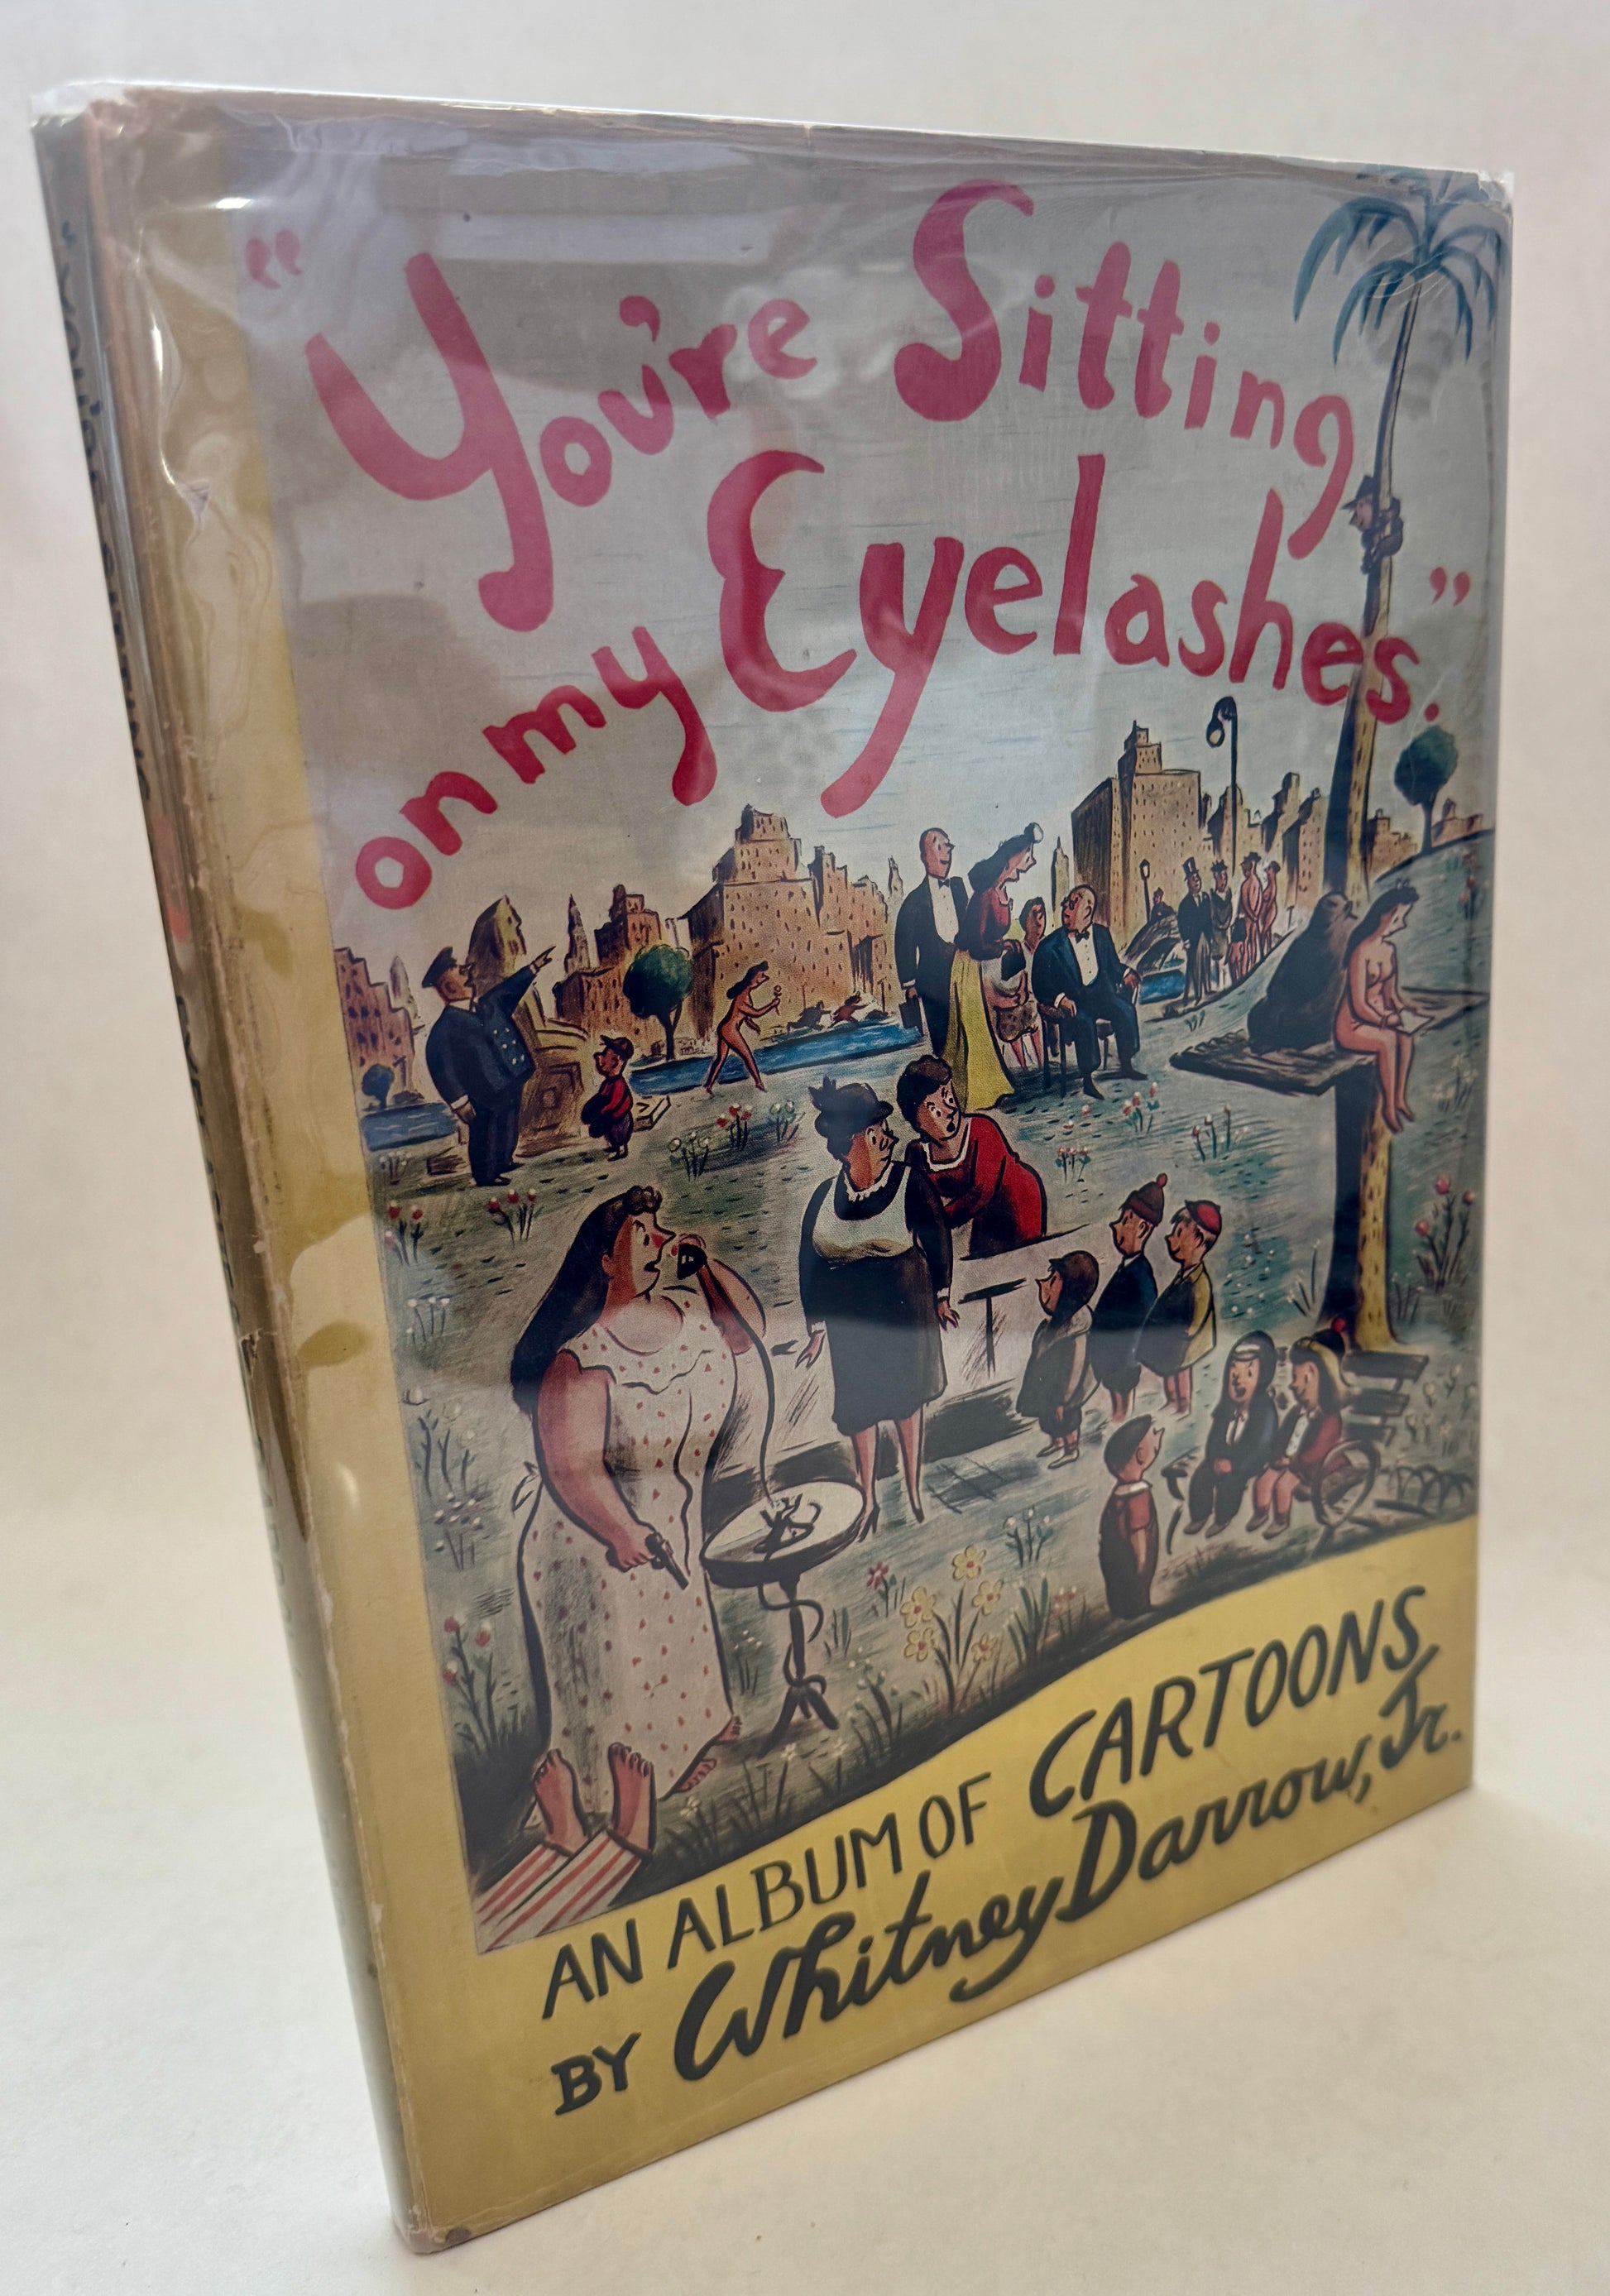 “You're Sitting
on my Eyelashes.”
AN ALBUM OF CARTOONS
BY Whitney Darrow, Jr.